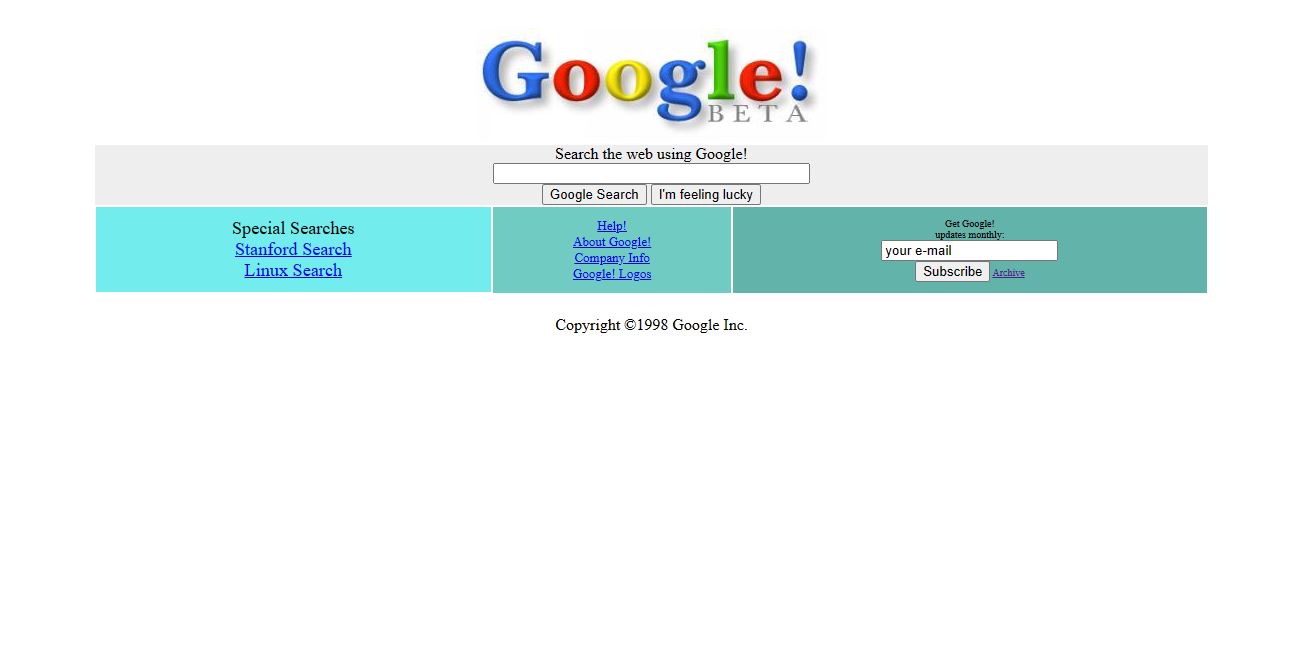 Google!
BETA
Search the web using Google!
Google Search I'm feeling lucky
Special Searches
Stanford Search
Linux Search
Help!
About Google!
Company Info
Google! Logos
Get Google!
updates monthly:
your e-mail
Subscribe Archive
Copyright ©1998 Google Inc.